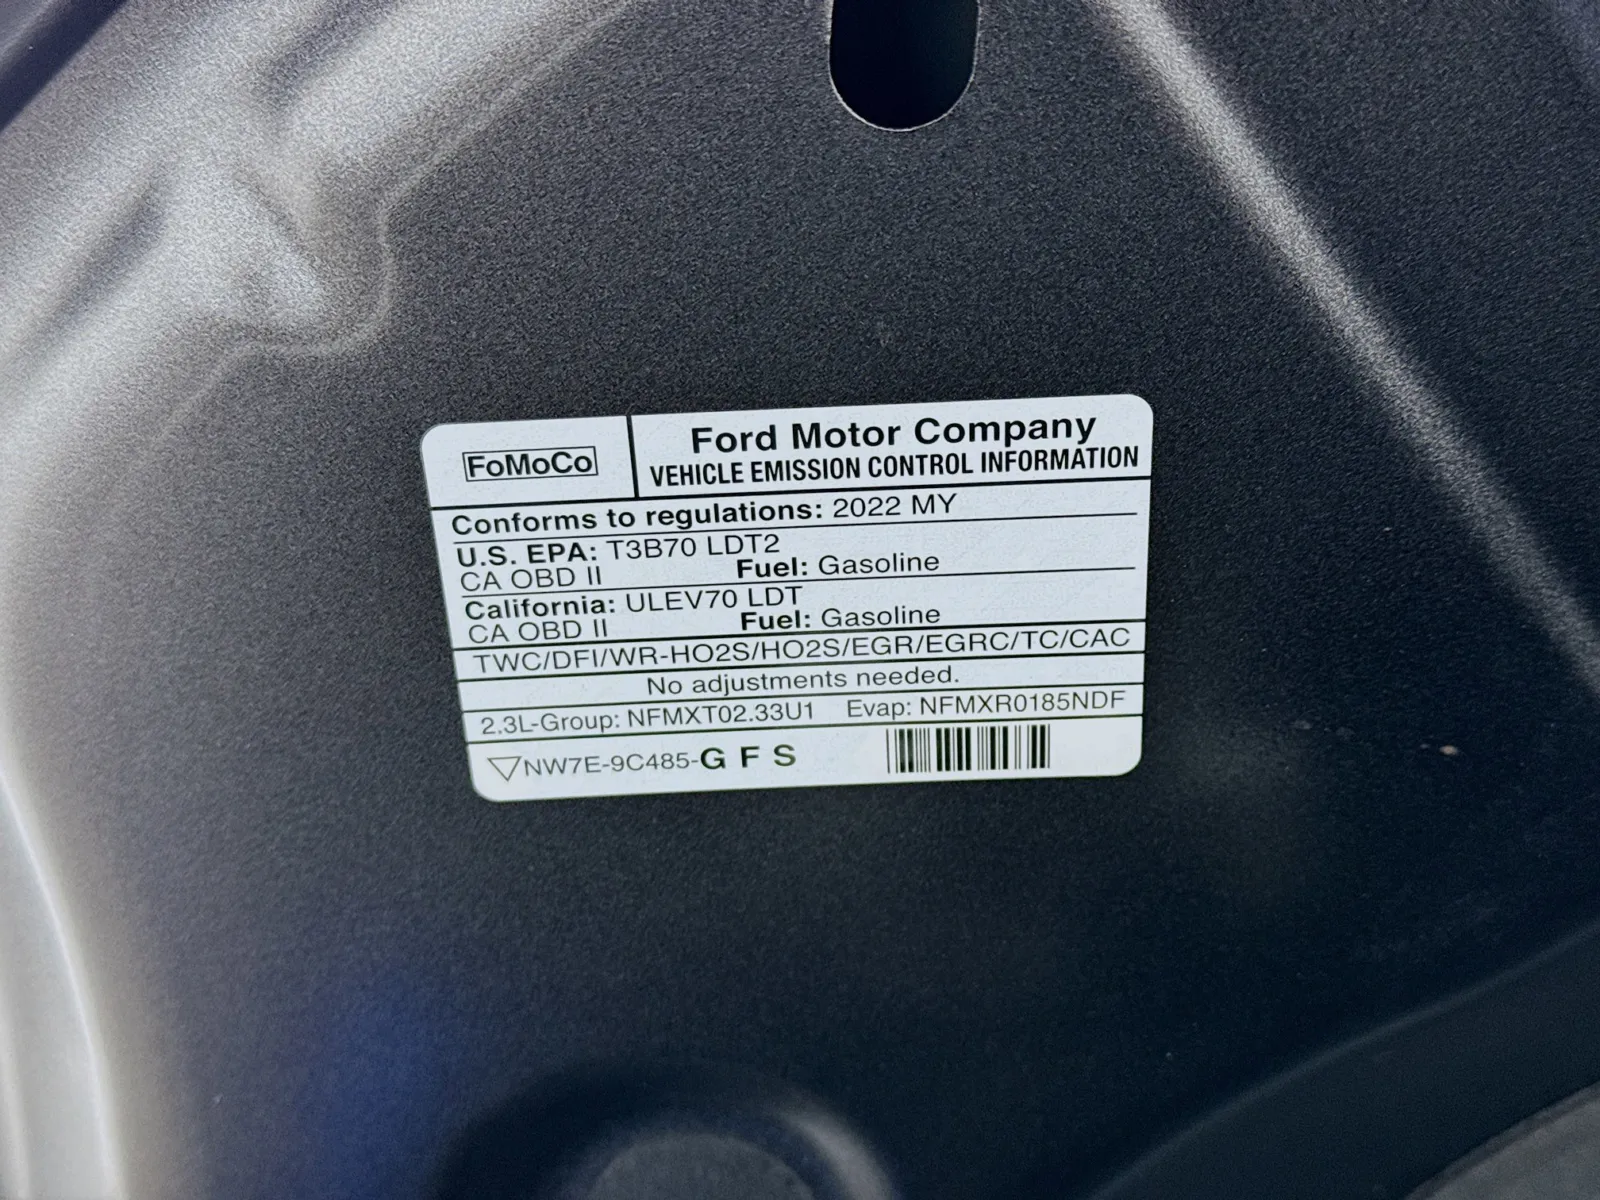 FoMoCo
Ford Motor Company
VEHICLE EMISSION CONTROL INFORMATION
Conforms to regulations: 2022 MY
U.S. EPA: T3B70 LDT2
CA OBD II Fuel: Gasoline
California: ULEV70 LDT
CA OBD II Fuel: Gasoline
TWC/DFI/WR-HO2S/HO2S/EGR/EGRC/TC/CAC
No adjustments needed.
2.3L-Group: NFMXT02.33U1 Evap: NFMXR0185NDF
NW7E-9C485-G F S